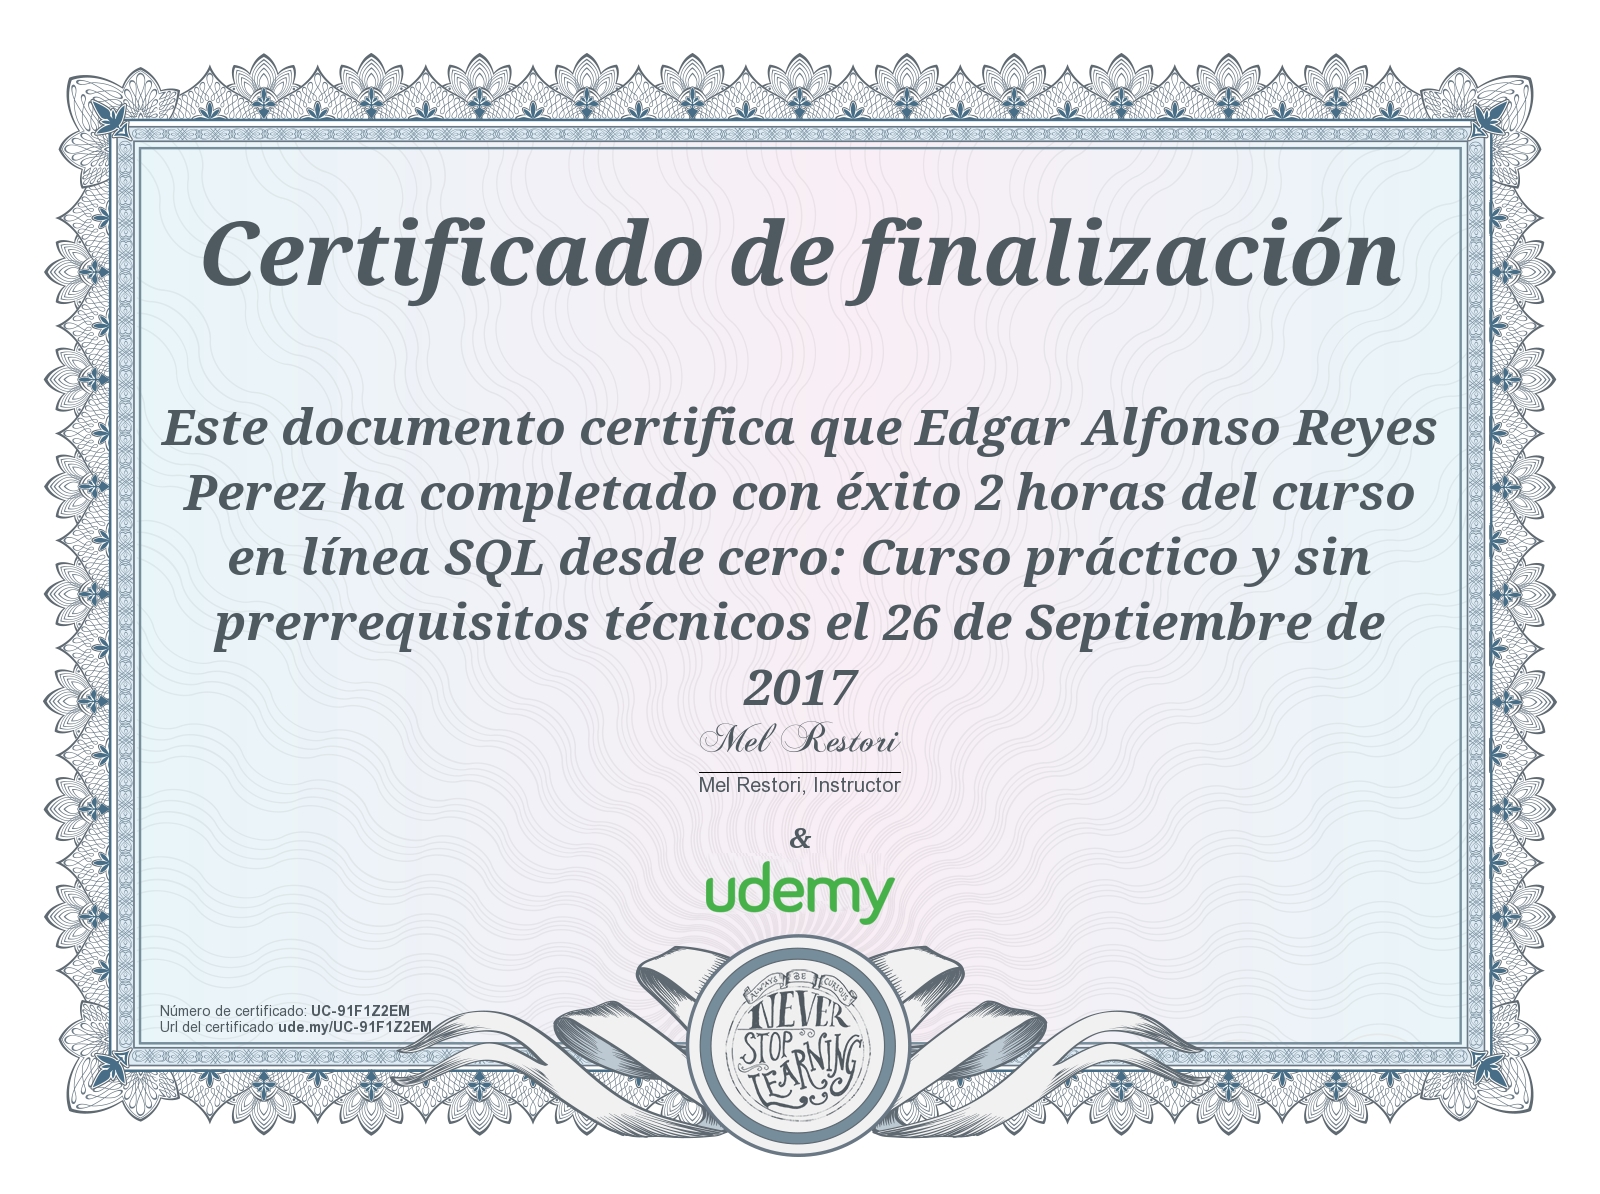 Certificado de finalización
Este documento certifica que Edgar Alfonso Reyes
Perez ha completado con éxito 2 horas del curso
en línea SQL desde cero: Curso práctico y sin
prerrequisitos técnicos el 26 de Septiembre de
2017
Mel Restori
Mel Restori, Instructor
&
udemy
Número de certificado: UC-91F1Z2EM
Url del certificado ude.my/UC-91F1Z2EM
ALWAYS BE CURIOUS
NEVER
STOP
LEARNING